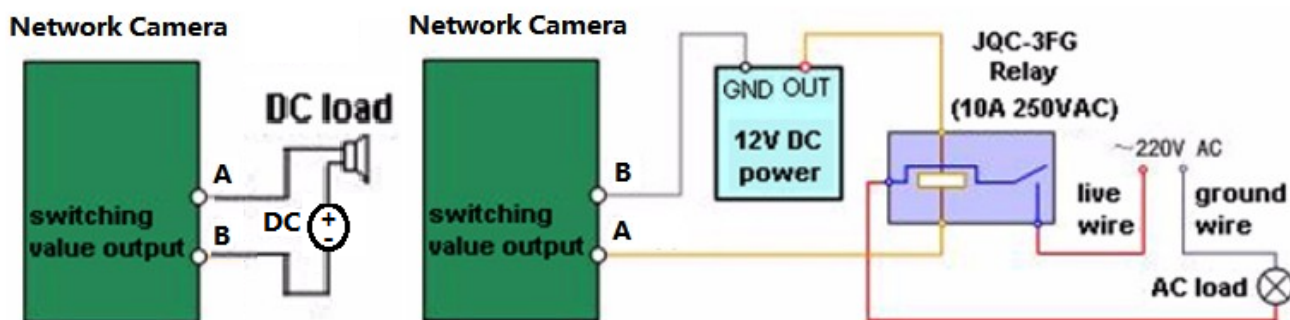 Network Camera
DC load
A
DC
+
-
B
switching
value output
Network Camera
B
A
switching
value output
GND OUT
12V DC
power
JQC-3FG
Relay
(10A 250VAC)
~220V AC
live
wire
ground
wire
AC load